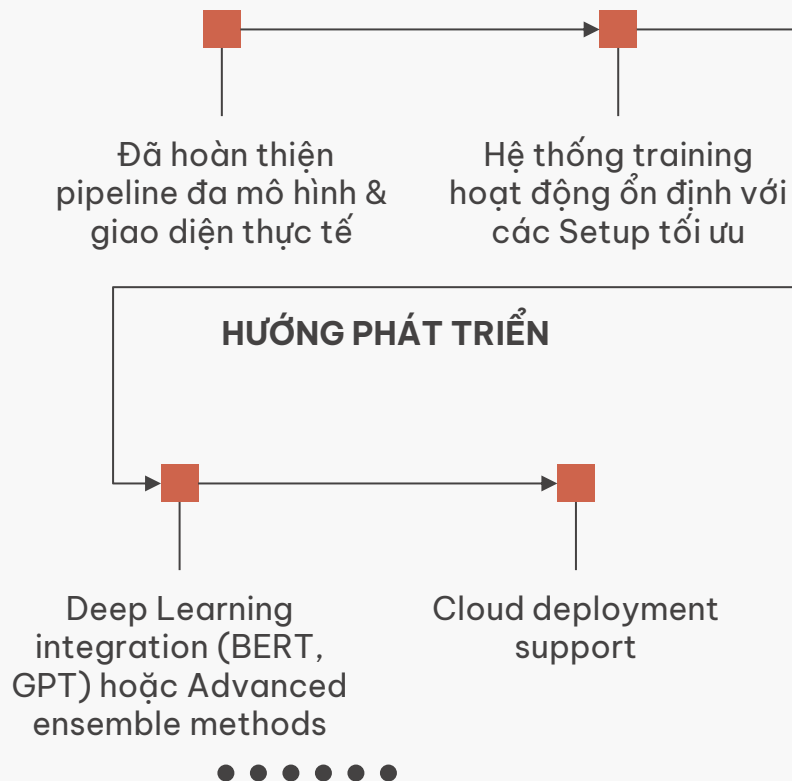 Đã hoàn thiện
pipeline đa mô hình &
giao diện thực tế
Hệ thống training
hoạt động ổn định với
các Setup tối ưu
HƯỚNG PHÁT TRIỂN
Deep Learning
integration (BERT,
GPT) hoặc Advanced
ensemble methods
Cloud deployment
support